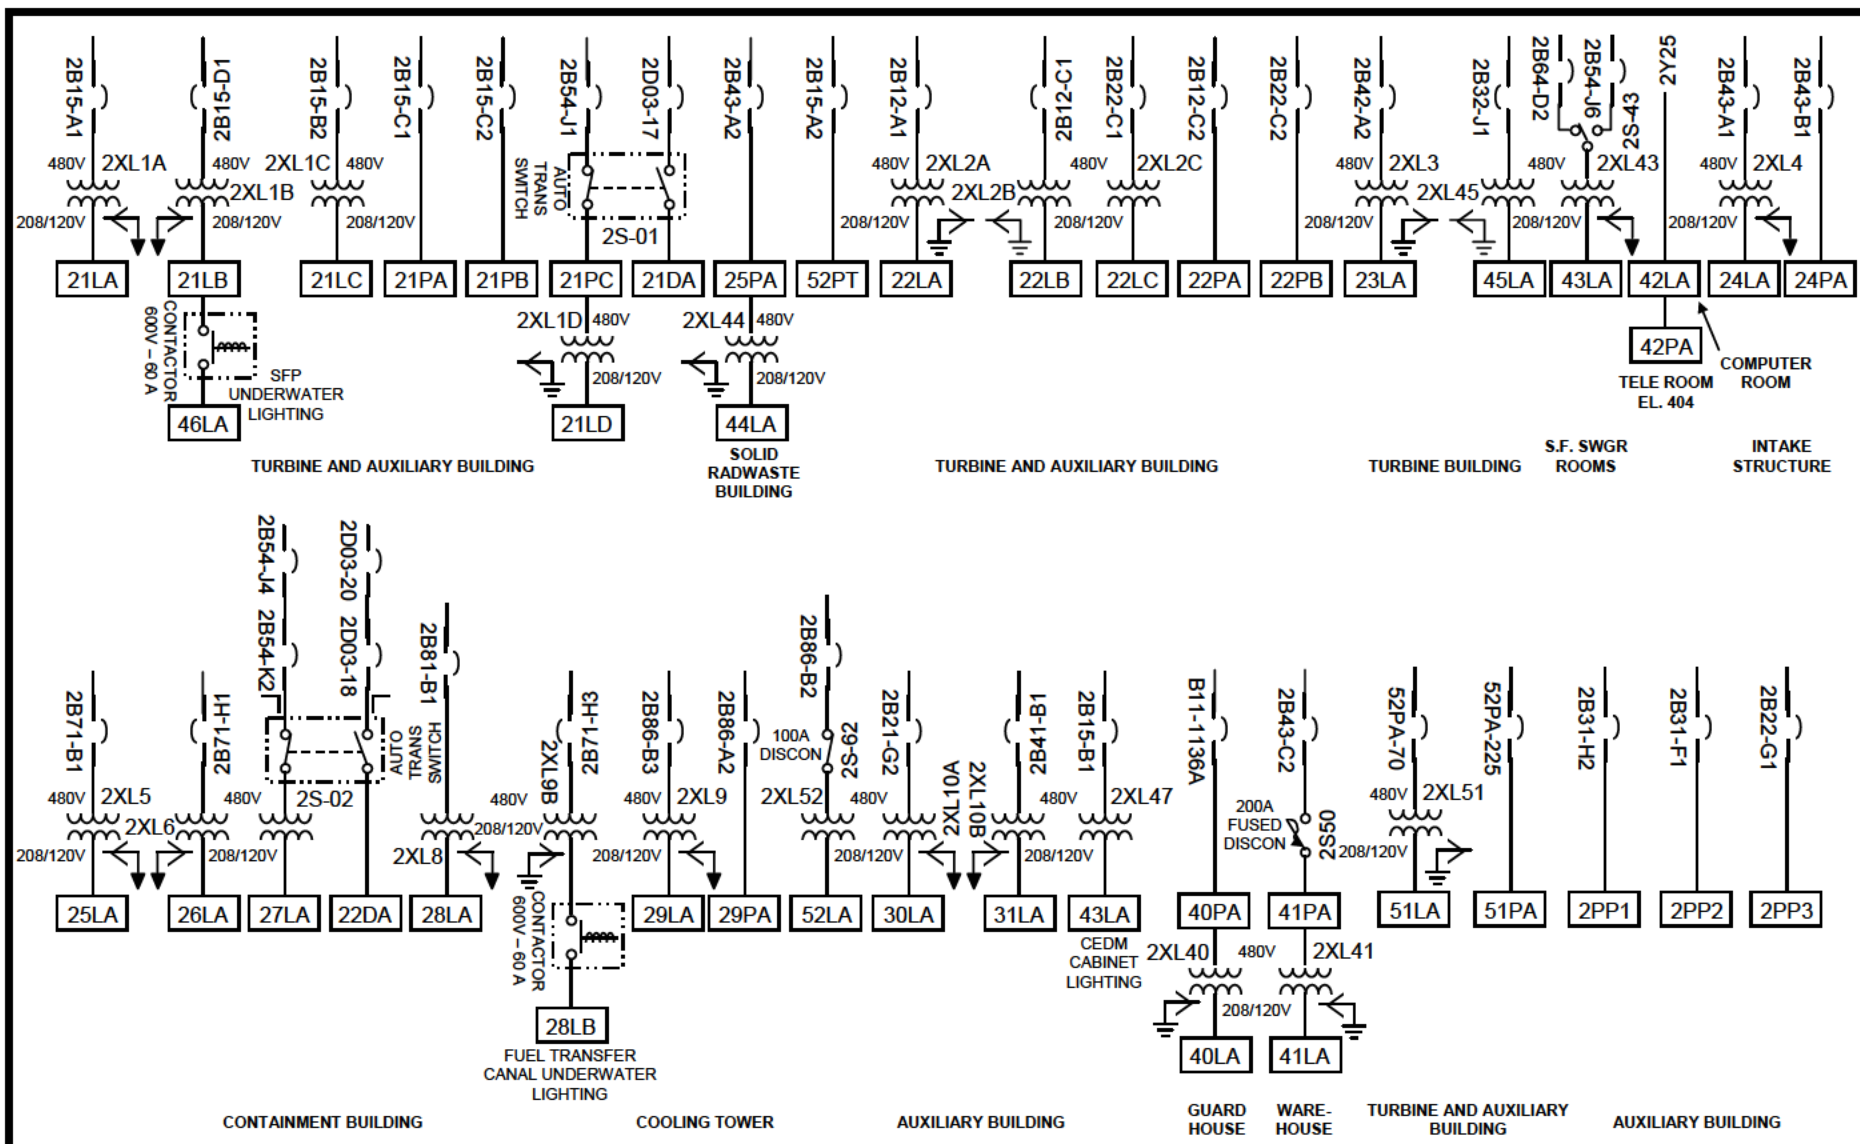 2B15-A1
2B15-D1
2B15-B2
2B15-C1
2B15-C2
2B54-J1
2D03-17
2B43-A2
2B15-A2
2B12-A1
2B12-C1
2B22-C1
2B12-C2
2B22-C2
2B42-A2
2B32-J1
2B64-D2
2B54-J6
2S-43
2Y25
2B43-A1
2B43-B1
480V
2XL1A
480V
2XL1B
2XL1C
480V
AUTO
TRANS
SWITCH
2S-01
480V
2XL2A
2XL2B
480V
2XL2C
480V
2XL3
2XL45
480V
2XL43
480V
2XL4
208/120V
208/120V
208/120V
208/120V
208/120V
208/120V
208/120V
208/120V
21LA
21LB
21LC
21PA
21PB
21PC
21DA
25PA
52PT
22LA
22LB
22LC
22PA
22PB
23LA
45LA
43LA
42LA
24LA
24PA
CONTACTOR
600V – 60 A
SFP
UNDERWATER
LIGHTING
46LA
2XL1D
480V
208/120V
21LD
2XL44
480V
208/120V
44LA
42PA
TELE ROOM
EL. 404
COMPUTER
ROOM
TURBINE AND AUXILIARY BUILDING
SOLID
RADWASTE
BUILDING
TURBINE AND AUXILIARY BUILDING
TURBINE BUILDING
S.F. SWGR
ROOMS
INTAKE
STRUCTURE
2B71-B1
2B71-H1
2B54-J4
2B54-K2
2D03-20
2D03-18
2B81-B1
2B71-H3
2B86-B3
2B86-A2
2B86-B2
2B21-G2
2B41-B1
2B15-B1
B11-1136A
2B43-C2
52PA-70
52PA-225
2B31-H2
2B31-F1
2B22-G1
AUTO
TRANS
SWITCH
2S-02
100A
DISCON
2S-62
200A
FUSED
DISCON
2S50
480V
2XL5
2XL6
480V
2XL8
480V
2XL9B
480V
2XL9
2XL52
480V
2XL10A
2XL10B
480V
2XL47
480V
2XL51
208/120V
208/120V
208/120V
208/120V
208/120V
208/120V
208/120V
25LA
26LA
27LA
22DA
28LA
29LA
29PA
52LA
30LA
31LA
43LA
40PA
41PA
51LA
51PA
2PP1
2PP2
2PP3
CONTACTOR
600V – 60 A
28LB
FUEL TRANSFER
CANAL UNDERWATER
LIGHTING
CEDM
CABINET
LIGHTING
2XL40
480V
2XL41
208/120V
40LA
41LA
CONTAINMENT BUILDING
COOLING TOWER
AUXILIARY BUILDING
GUARD
HOUSE
WARE-
HOUSE
TURBINE AND AUXILIARY
BUILDING
AUXILIARY BUILDING